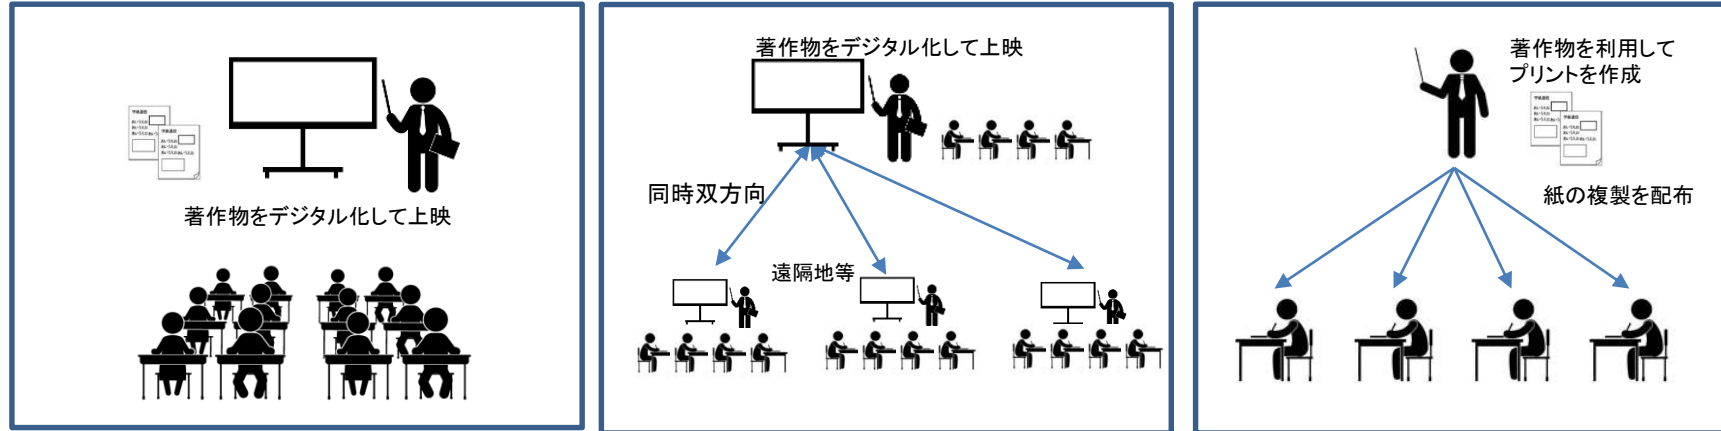 著作物をデジタル化して上映
著作物をデジタル化して上映
同時双方向
遠隔地等
著作物を利用して
プリントを作成
紙の複製を配布